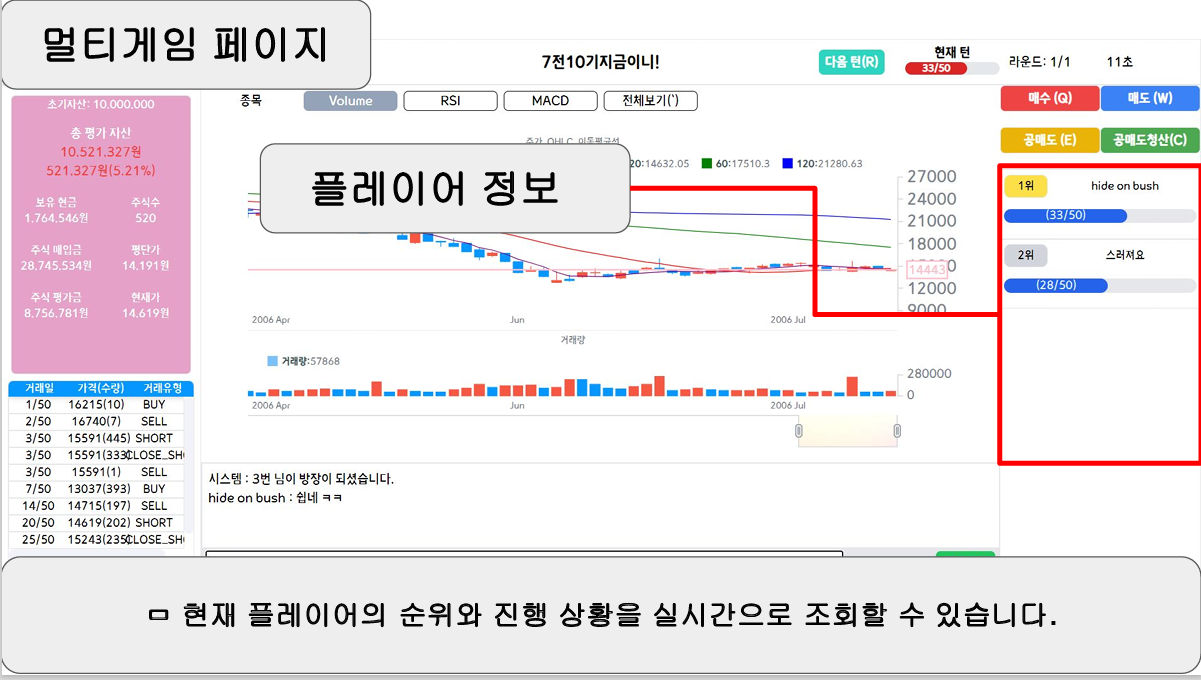 멀티게임 페이지
7전10기지금이니!
다음 턴(R)
현재 턴
33/50
라운드: 1/1
11초
초기자산: 10,000,000
총 평가 자산
10,521,327원
521,327원(5.21%)
보유 현금 주식수
1,764,546원 520
주식 매입금 평단가
28,745,534원 14,191원
주식 평가금 현재가
8,756,781원 14,619원
거래일 가격(수량) 거래유형
1/50 16215(10) BUY
2/50 16740(7) SELL
3/50 15591(445) SHORT
3/50 15591(333) CLOSE_SH
3/50 15591(1) SELL
7/50 13037(393) BUY
14/50 14715(197) SELL
20/50 14619(202) SHORT
25/50 15243(235) CLOSE_SH
종목
Volume
RSI
MACD
전체보기(`)
주가, OHLC, 이동평균선
20:14632.05 60:17510.3 120:21280.63
플레이어 정보
27000
24000
21000
18000
14443
12000
9000
2006 Apr Jun 2006 Jul
거래량
거래량:57868
280000
0
2006 Apr Jun 2006 Jul
시스템 : 3번 님이 방장이 되셨습니다.
hide on bush : 쉽네 ㅋㅋ
매수 (Q) 매도 (W)
공매도 (E) 공매도청산(C)
1위 hide on bush
(33/50)
2위 스러져요
(28/50)
ㅁ 현재 플레이어의 순위와 진행 상황을 실시간으로 조회할 수 있습니다.